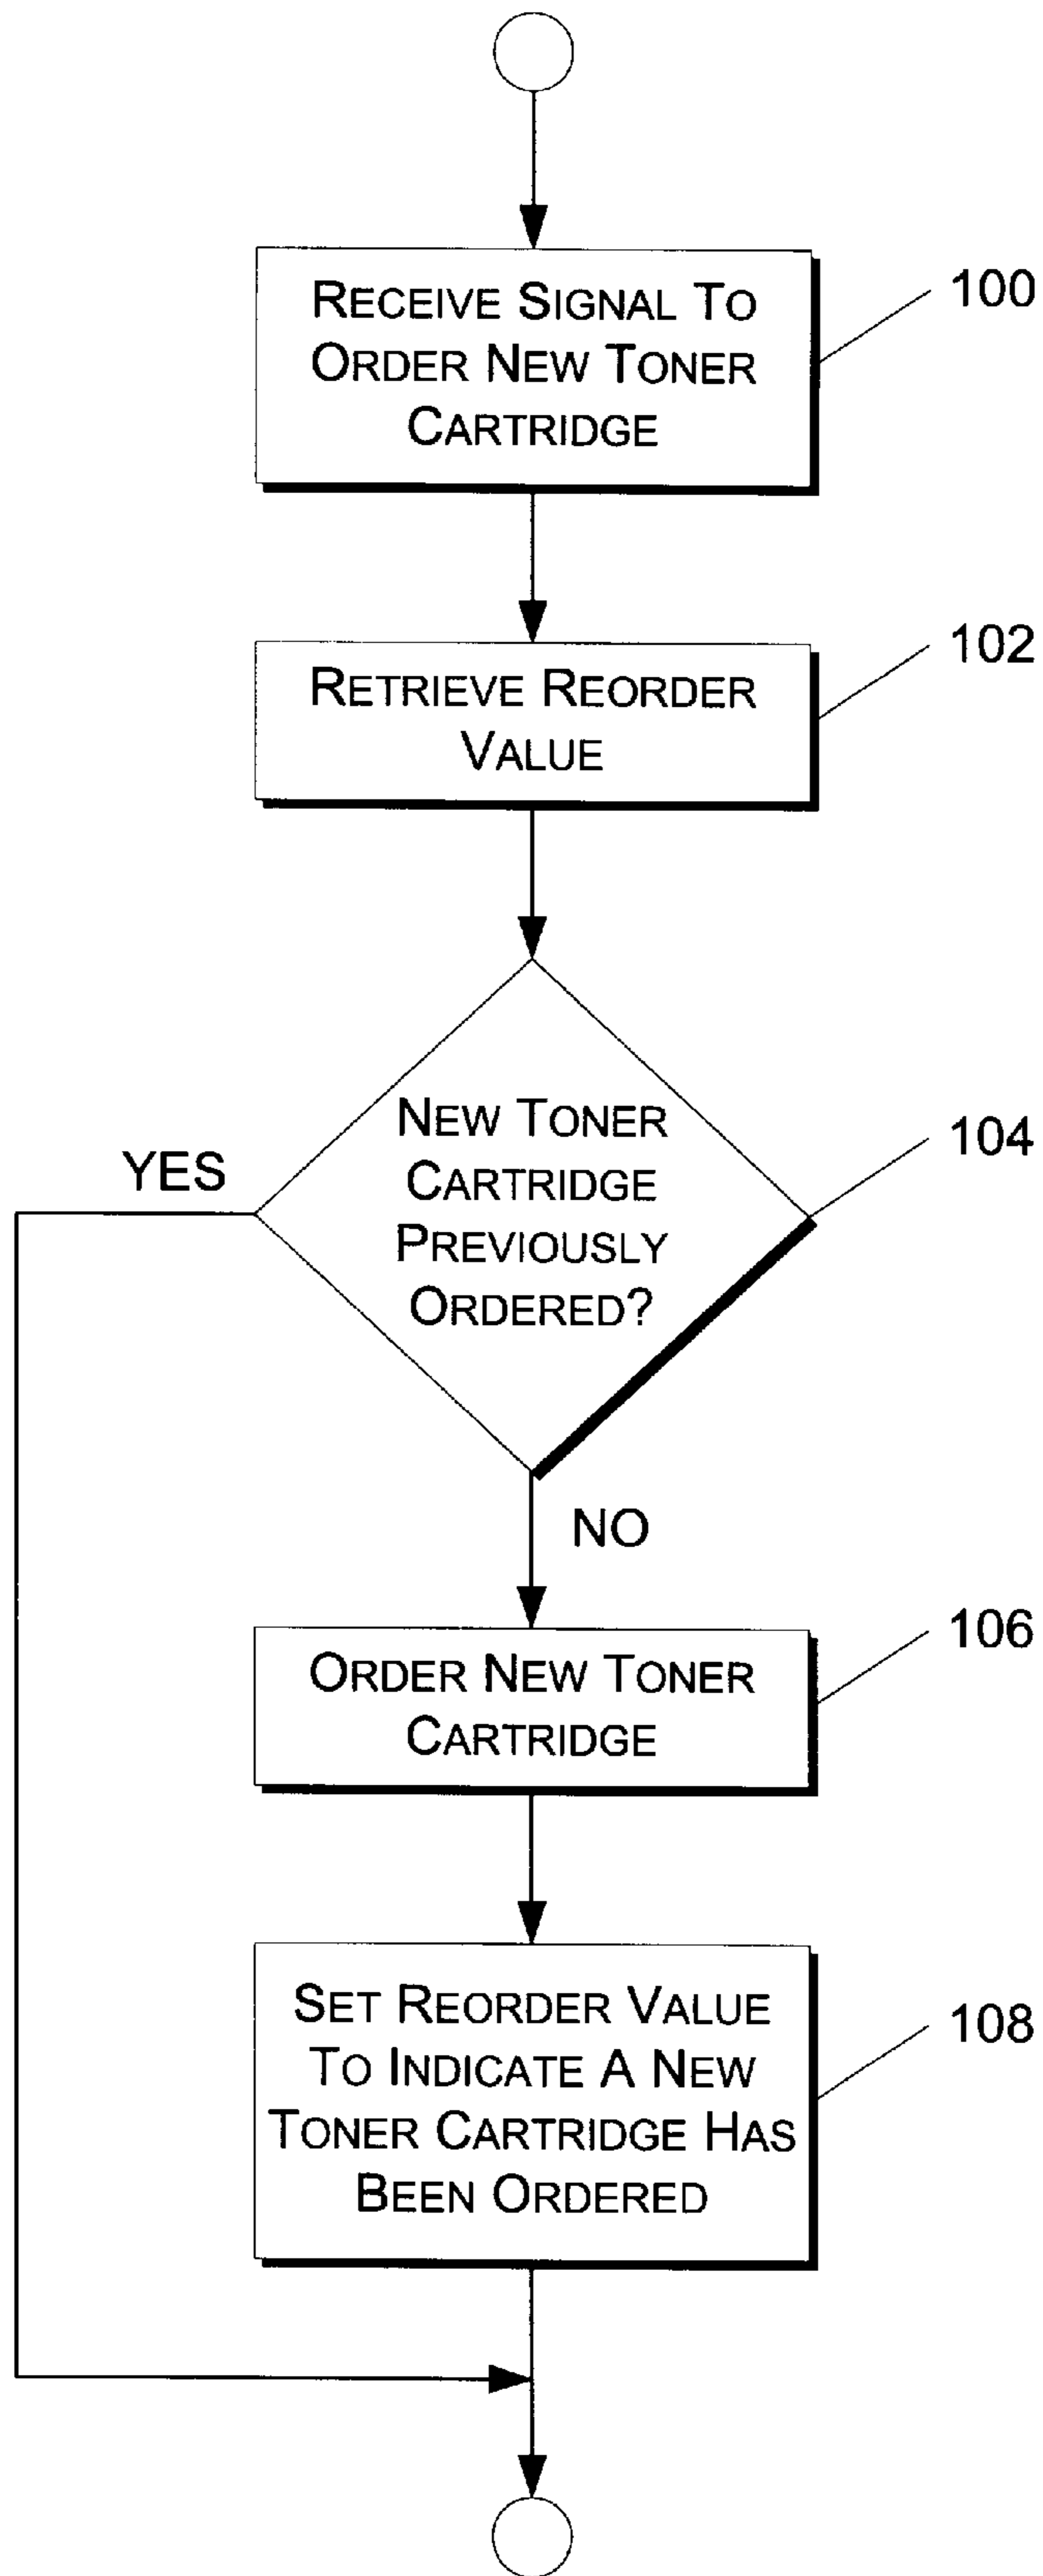 RECEIVE SIGNAL TO
ORDER NEW TONER
CARTRIDGE
100
RETRIEVE REORDER
VALUE
102
NEW TONER
CARTRIDGE
PREVIOUSLY
ORDERED?
104
YES
NO
ORDER NEW TONER
CARTRIDGE
106
SET REORDER VALUE
TO INDICATE A NEW
TONER CARTRIDGE HAS
BEEN ORDERED
108